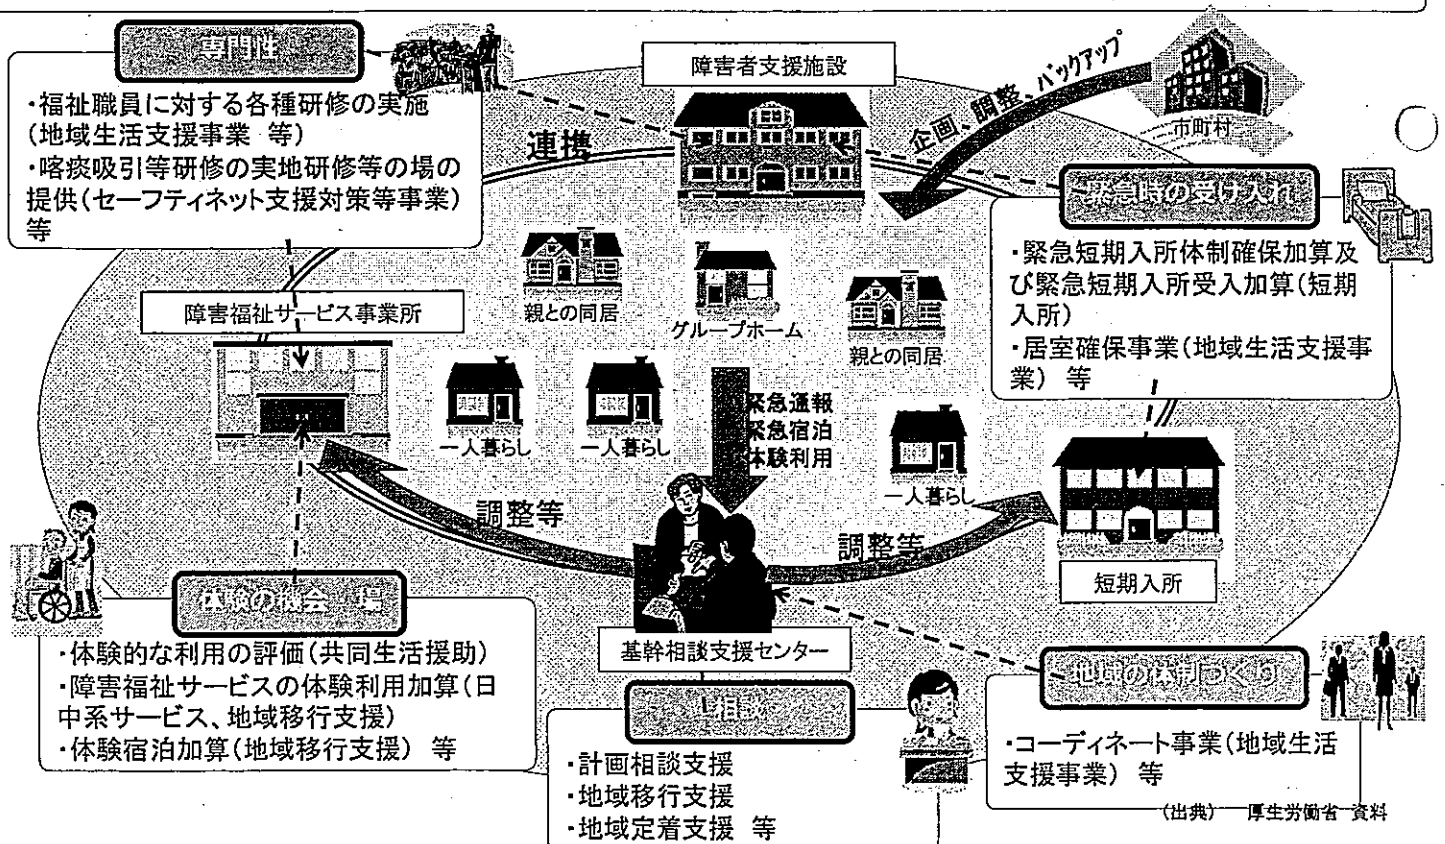 専門性
・福祉職員に対する各種研修の実施
(地域生活支援事業 等)
・喀痰吸引等研修の実地研修等の場の
提供(セーフティネット支援対策等事業)
等
障害者支援施設
企画、調整、バックアップ
市町村
連携
緊急時の受け入れ
・緊急短期入所体制確保加算及
び緊急短期入所受入加算(短期
入所)
・居室確保事業(地域生活支援事
業) 等
障害福祉サービス事業所
親との同居
グループホーム
親との同居
一人暮らし
一人暮らし
緊急通報
緊急宿泊
体験利用
一人暮らし
調整等
調整等
短期入所
体験の機会・場
・体験的な利用の評価(共同生活援助)
・障害福祉サービスの体験利用加算(日
中系サービス、地域移行支援)
・体験宿泊加算(地域移行支援) 等
基幹相談支援センター
相談
・計画相談支援
・地域移行支援
・地域定着支援 等
地域の体制づくり
・コーディネート事業(地域生活
支援事業) 等
(出典) 厚生労働省 資料